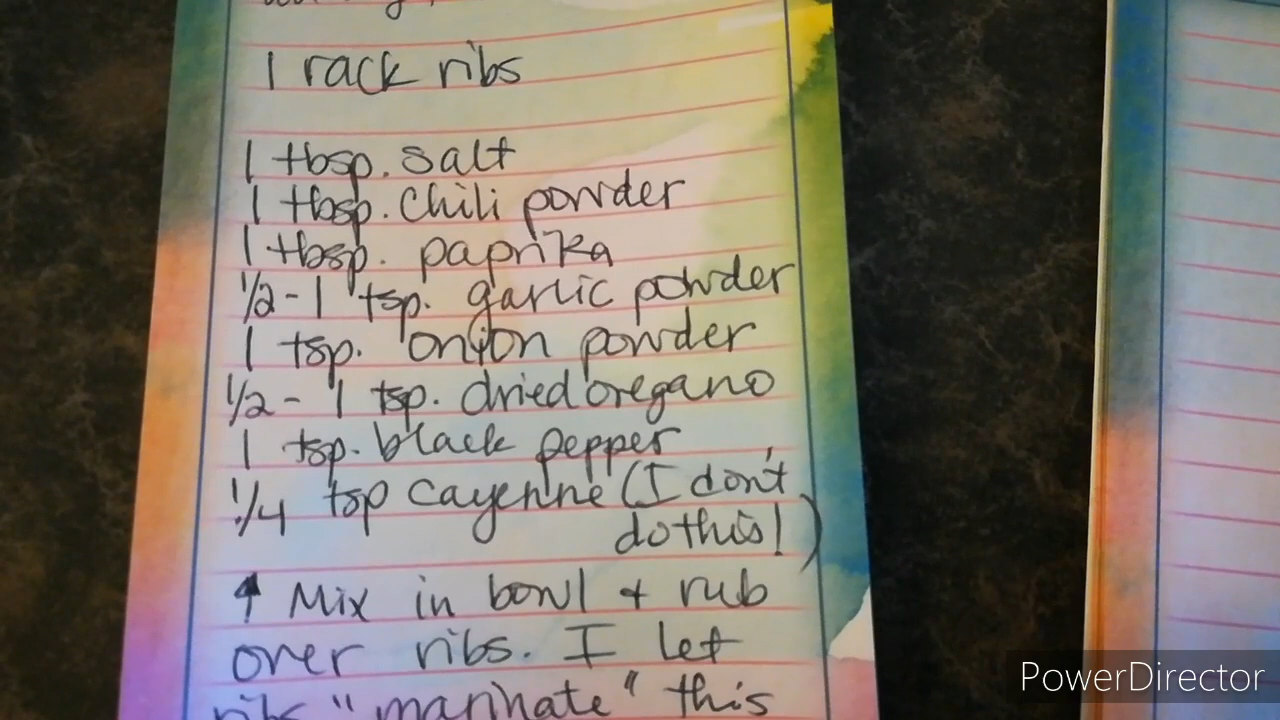 1 rack ribs
1 tbsp. salt
1 tbsp. chili powder
1 tbsp. paprika
1/2 - 1 tsp. garlic powder
1 tsp. onion powder
1/2 - 1 tsp. dried oregano
1 tsp. black pepper
1/4 tsp cayenne (I don't
do this!)
↑ Mix in bowl + rub
over ribs. I let
ribs "marinate" this
PowerDirector